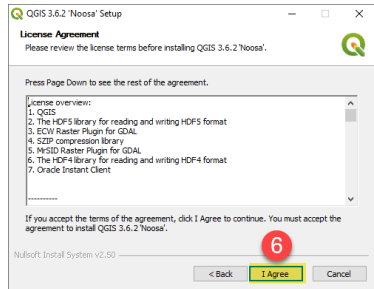 QGIS 3.6.2 'Noosa' Setup
License Agreement
Please review the license terms before installing QGIS 3.6.2 'Noosa'.
Press Page Down to see the rest of the agreement.
License overview:
1. QGIS
2. The HDF5 library for reading and writing HDF5 format
3. ECW Raster Plugin for GDAL
4. SZIP compression library
5. MrSID Raster Plugin for GDAL
6. The HDF4 library for reading and writing HDF4 format
7. Oracle Instant Client
----------
If you accept the terms of the agreement, click I Agree to continue. You must accept the
agreement to install QGIS 3.6.2 'Noosa'.
6
Nullsoft Install System v2.50
< Back I Agree Cancel